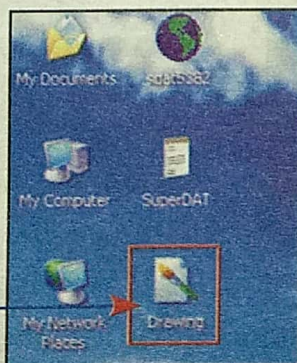 My Documents
sdat5382
My Computer
SuperDAT
My Network
Places
Drawing